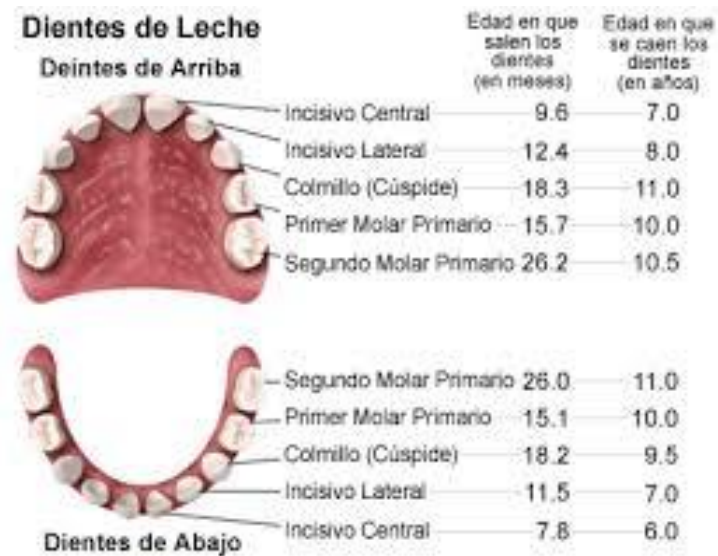 Dientes de Leche
Deintes de Arriba
Edad en que
salen los
dientes
(en meses)
Edad en que
se caen los
dientes
(en años)
Incisivo Central 9.6 7.0
Incisivo Lateral 12.4 8.0
Colmillo (Cúspide) 18.3 11.0
Primer Molar Primario 15.7 10.0
Segundo Molar Primario 26.2 10.5
Segundo Molar Primario 26.0 11.0
Primer Molar Primario 15.1 10.0
Colmillo (Cúspide) 18.2 9.5
Incisivo Lateral 11.5 7.0
Incisivo Central 7.8 6.0
Dientes de Abajo